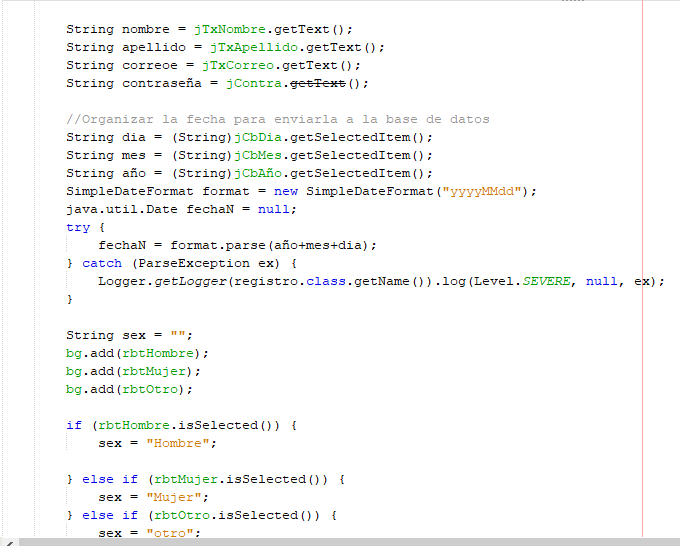 String nombre = jTxNombre.getText();
String apellido = jTxApellido.getText();
String correoe = jTxCorreo.getText();
String contraseña = jContra.getText();
//Organizar la fecha para enviarla a la base de datos
String dia = (String)jCbDia.getSelectedItem();
String mes = (String)jCbMes.getSelectedItem();
String año = (String)jCbAño.getSelectedItem();
SimpleDateFormat format = new SimpleDateFormat("yyyyMMdd");
java.util.Date fechaN = null;
try {
fechaN = format.parse(año+mes+dia);
} catch (ParseException ex) {
Logger.getLogger(registro.class.getName()).log(Level.SEVERE, null, ex);
}
String sex = "";
bg.add(rbtHombre);
bg.add(rbtMujer);
bg.add(rbtOtro);
if (rbtHombre.isSelected()) {
sex = "Hombre";
} else if (rbtMujer.isSelected()) {
sex = "Mujer";
} else if (rbtOtro.isSelected()) {
sex = "otro";